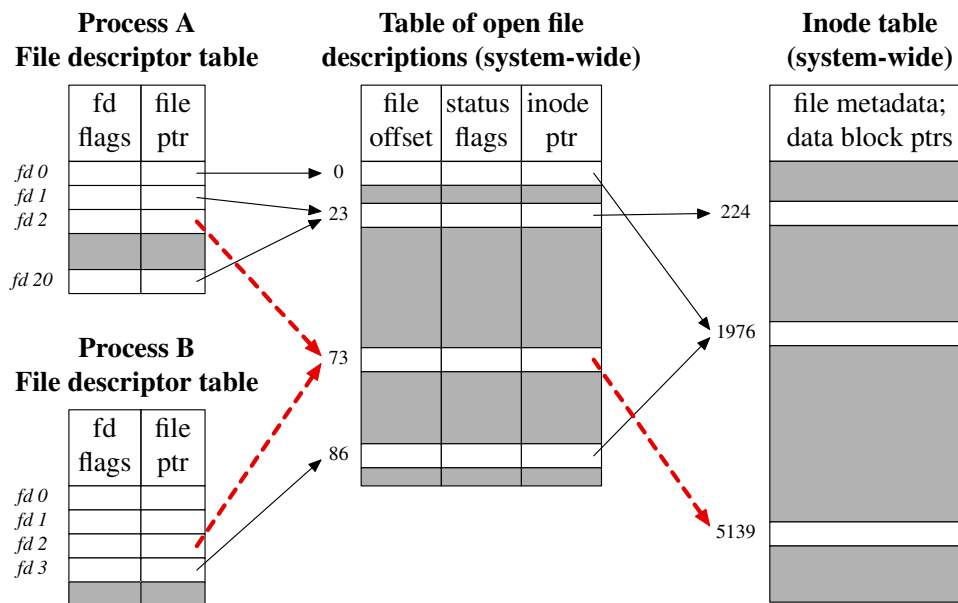 Process A
File descriptor table
fd
flags
file
ptr
fd 0
fd 1
fd 2
fd 20
Process B
File descriptor table
fd
flags
file
ptr
fd 0
fd 1
fd 2
fd 3
Table of open file
descriptions (system-wide)
file
offset
status
flags
inode
ptr
0
23
73
86
Inode table
(system-wide)
file metadata;
data block ptrs
224
1976
5139